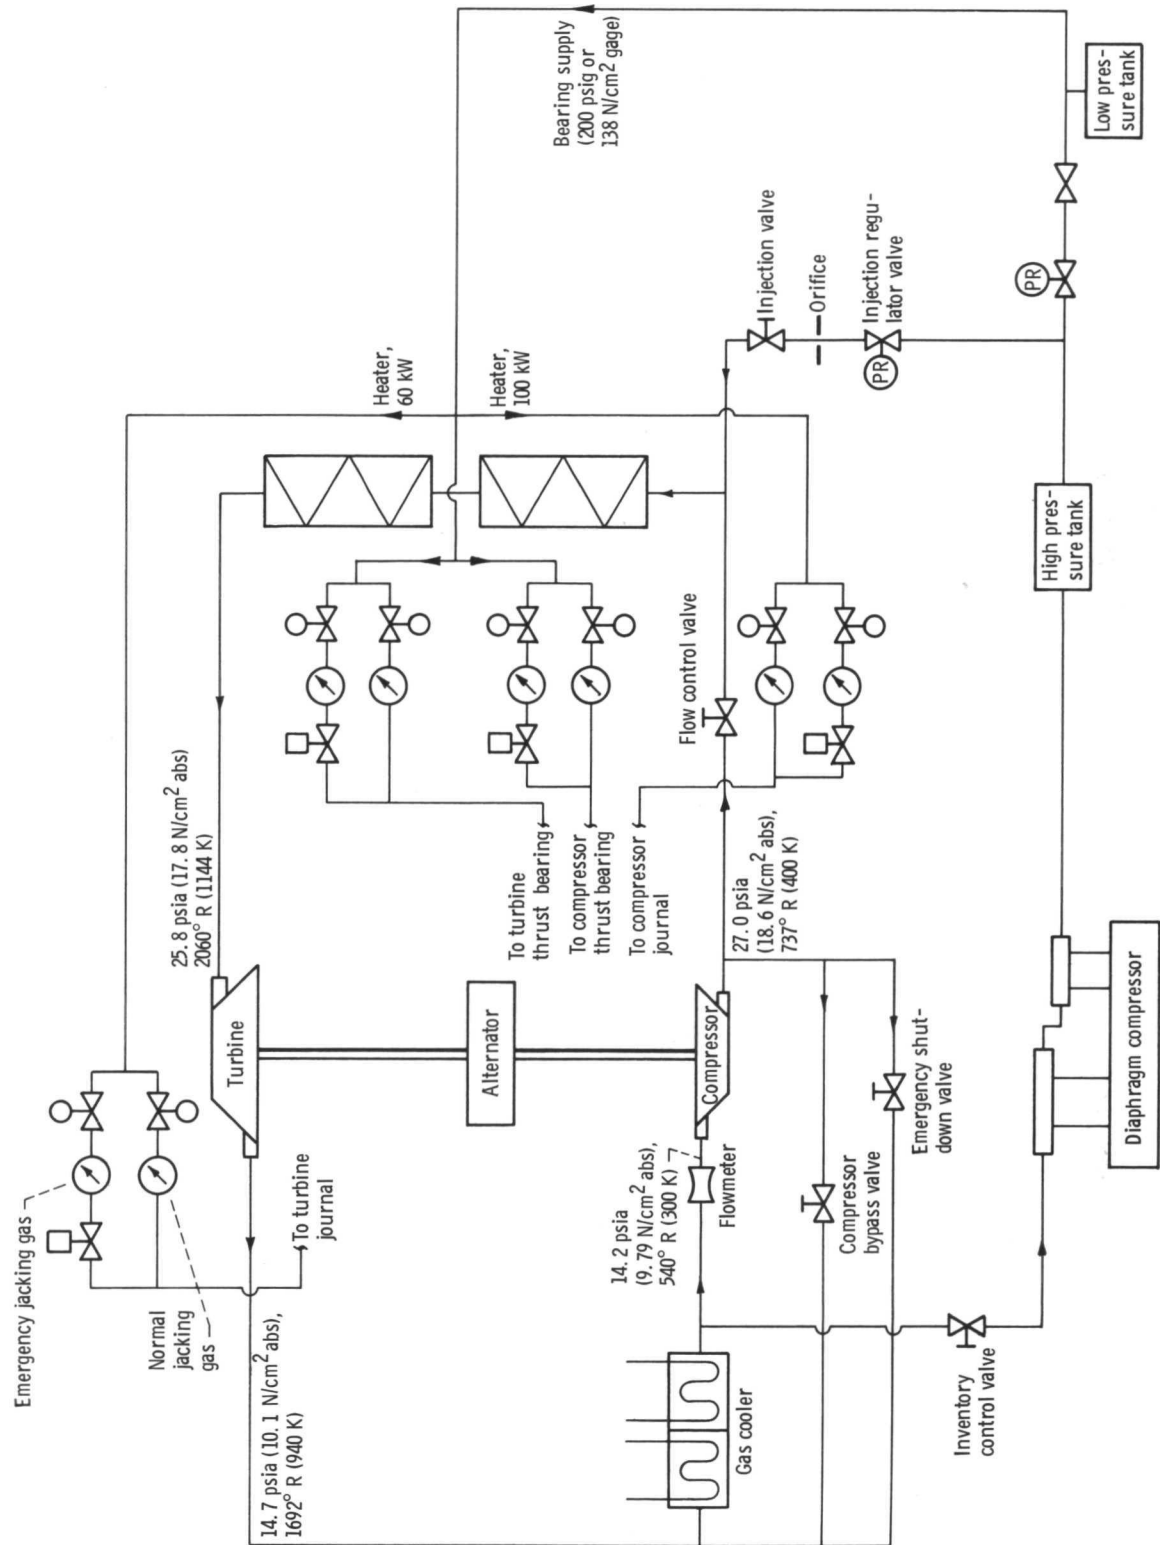 Emergency jacking gas
Normal
jacking
gas
To turbine
journal
14.7 psia (10.1 N/cm2 abs),
1692° R (940 K)
Turbine
25.8 psia (17.8 N/cm2 abs)
2060° R (1144 K)
Heater,
60 kW
Heater,
100 kW
Bearing supply
(200 psig or
138 N/cm2 gage)
To turbine
thrust bearing
To compressor
thrust bearing
To compressor
journal
Alternator
Compressor
27.0 psia
(18.6 N/cm2 abs),
737° R (400 K)
Flow control valve
Injection valve
Orifice
Injection regu-
lator valve
PR
PR
Low pres-
sure tank
High pres-
sure tank
14.2 psia
(9.79 N/cm2 abs),
540° R (300 K)
Flowmeter
Gas cooler
Compressor
bypass valve
Emergency shut-
down valve
Inventory
control valve
Diaphragm compressor